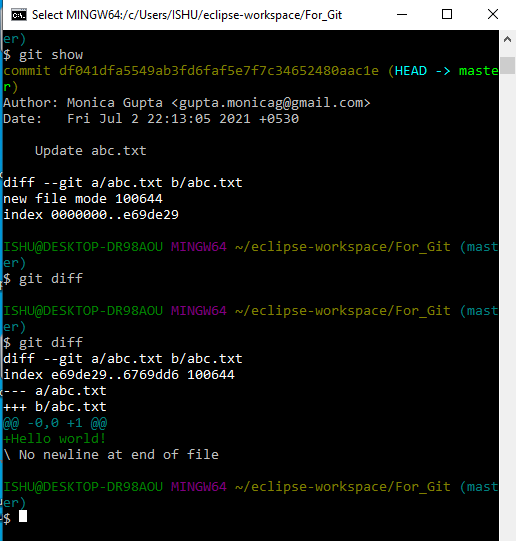 Select MINGW64:/c/Users/ISHU/eclipse-workspace/For_Git
er)
$ git show
commit df041dfa5549ab3fd6faf5e7f7c34652480aac1e (HEAD -> maste
r)
Author: Monica Gupta <gupta.monicag@gmail.com>
Date:   Fri Jul 2 22:13:05 2021 +0530
    Update abc.txt
diff --git a/abc.txt b/abc.txt
new file mode 100644
index 0000000..e69de29
ISHU@DESKTOP-DR98AOU MINGW64 ~/eclipse-workspace/For_Git (mast
er)
$ git diff
ISHU@DESKTOP-DR98AOU MINGW64 ~/eclipse-workspace/For_Git (mast
er)
$ git diff
diff --git a/abc.txt b/abc.txt
index e69de29..6769dd6 100644
--- a/abc.txt
+++ b/abc.txt
@@ -0,0 +1 @@
+Hello world!
\ No newline at end of file
ISHU@DESKTOP-DR98AOU MINGW64 ~/eclipse-workspace/For_Git (mast
er)
$